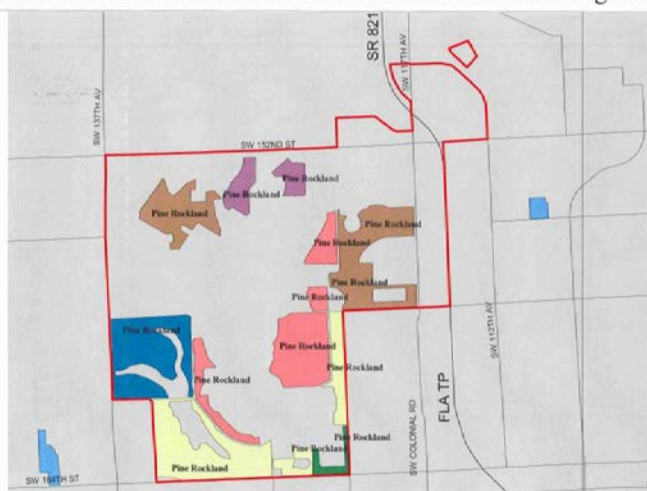 SR 821
SW 117TH AV
SW 137TH AV
SW 152ND ST
Pine Rockland
Pine Rockland
Pine Rockland
Pine Rockland
Pine Rockland
Pine Rockland
Pine Rockland
Pine Rockland
Pine Rockland
Pine Rockland
Pine Rockland
Pine Rockland
Pine Rockland
Pine Rockland
SW 112TH AV
FLA TP
SW COLONIAL RD
SW 184TH ST